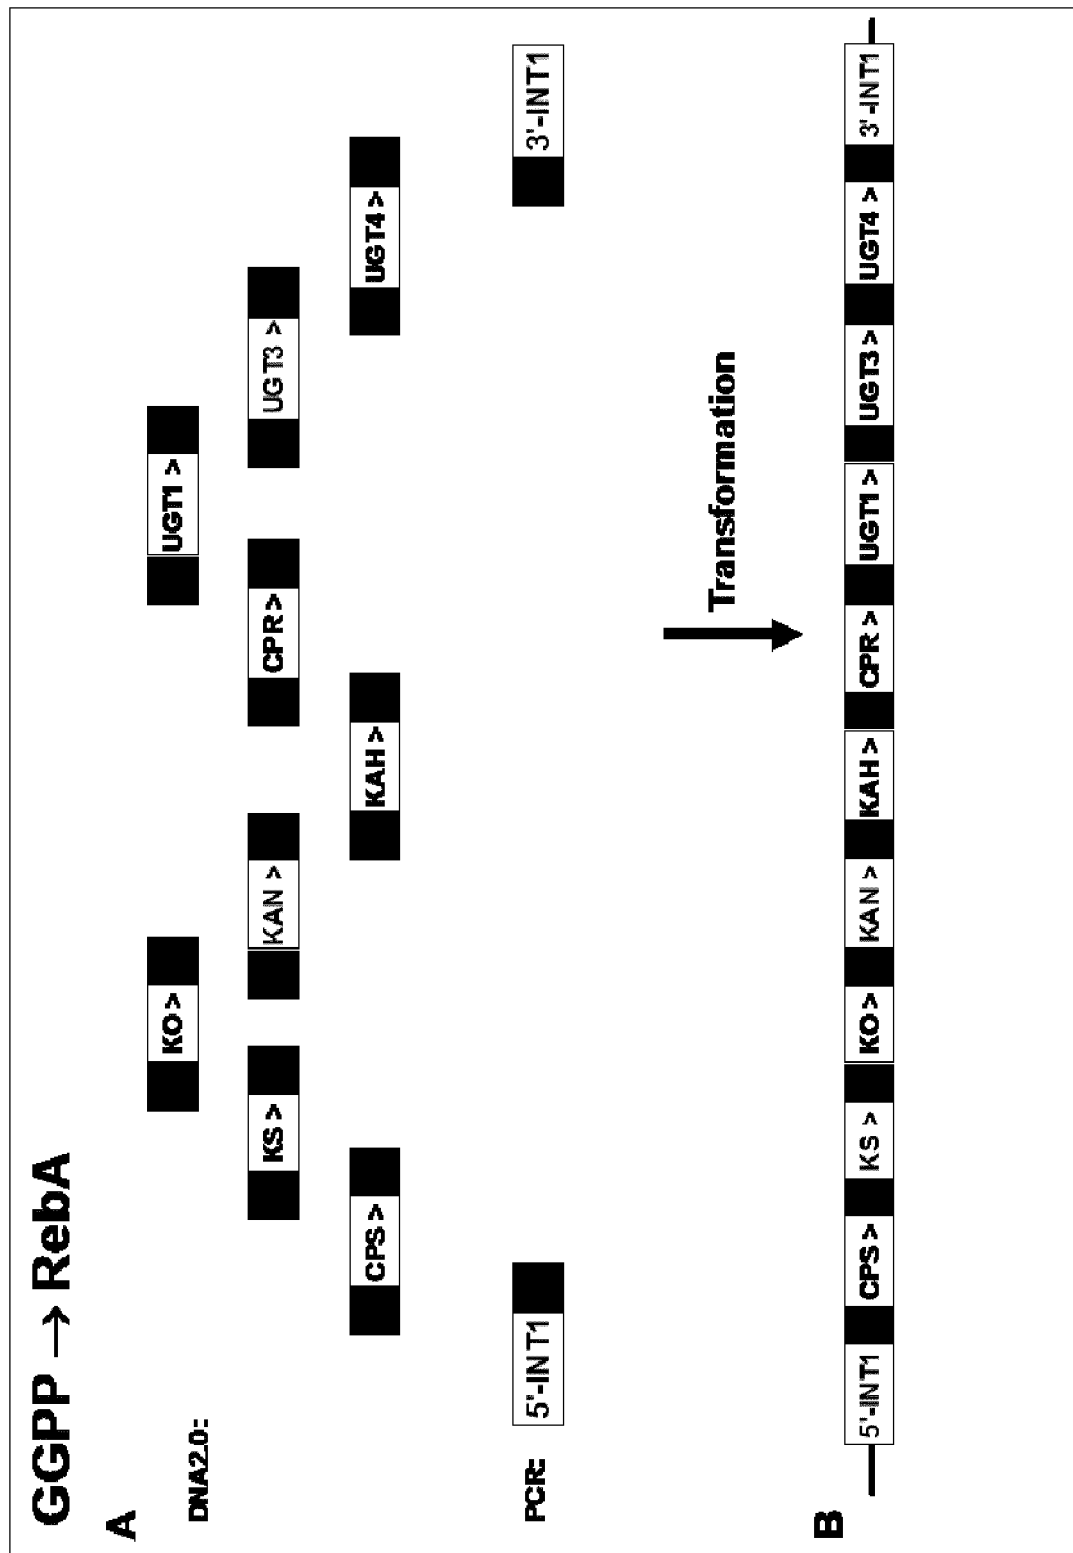 GGPP → RebA
A
DNA2.0::
KO >
UGT1 >
KS >
KAN >
CPR >
UGT3 >
CPS >
KAH >
UGT4 >
PCR:
5'-INT1
3'-INT1
Transformation
B
5'-INT1 CPS > KS > KO > KAN > KAH > CPR > UGT1 > UGT3 > UGT4 > 3'-INT1